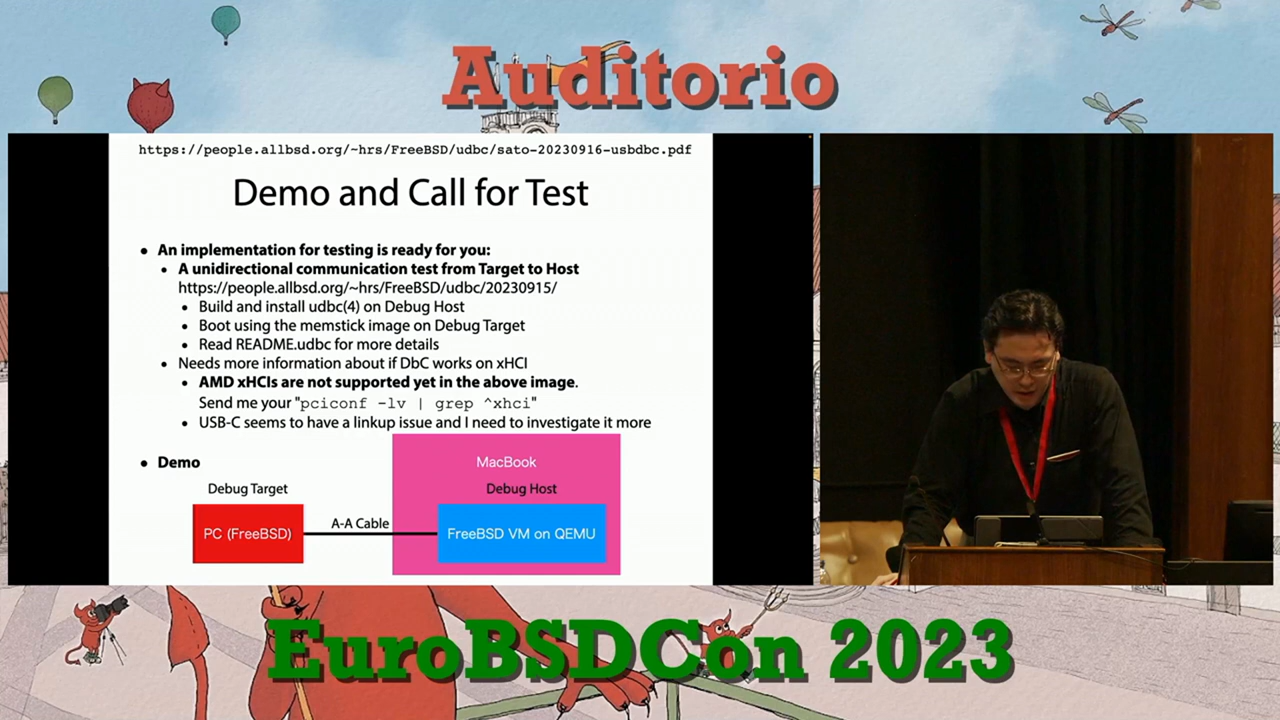 Auditorio
https://people.allbsd.org/~hrs/FreeBSD/udbc/sato-20230916-usbdbc.pdf
Demo and Call for Test
• An implementation for testing is ready for you:
• A unidirectional communication test from Target to Host
https://people.allbsd.org/~hrs/FreeBSD/udbc/20230915/
• Build and install udbc(4) on Debug Host
• Boot using the memstick image on Debug Target
• Read README.udbc for more details
• Needs more information about if DbC works on xHCI
• AMD xHCIs are not supported yet in the above image.
Send me your "pciconf -lv | grep ^xhci"
• USB-C seems to have a linkup issue and I need to investigate it more
• Demo
MacBook
Debug Target
Debug Host
PC (FreeBSD)
A-A Cable
FreeBSD VM on QEMU
EuroBSDCon 2023